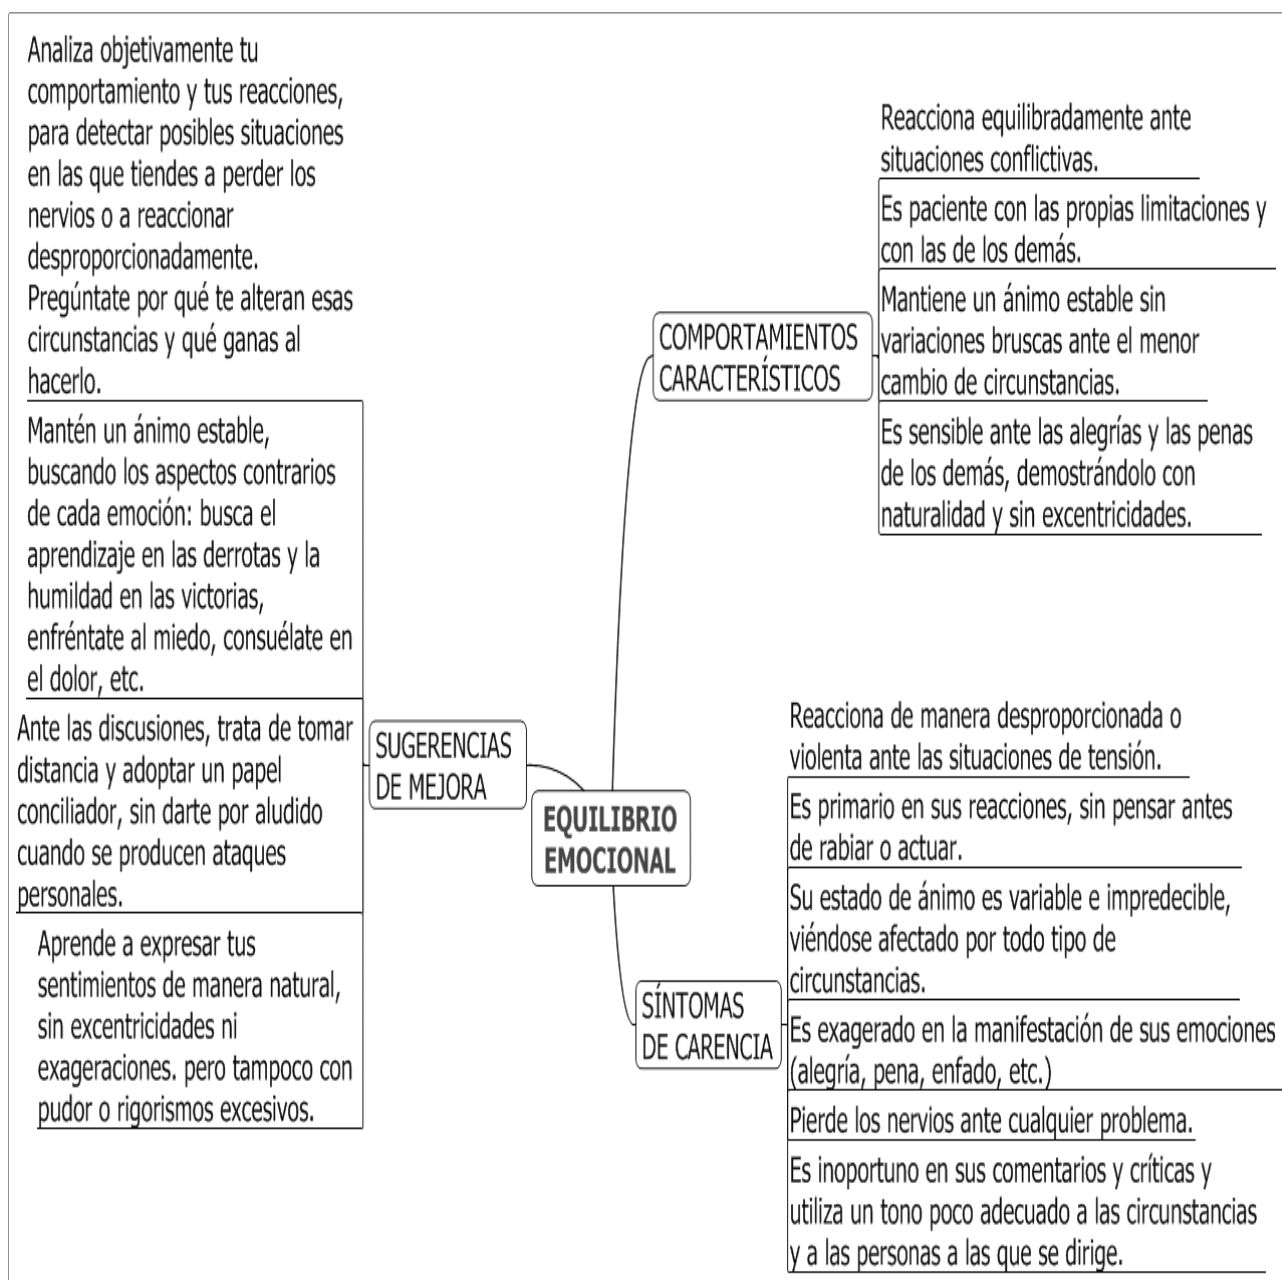 Analiza objetivamente tu
comportamiento y tus reacciones,
para detectar posibles situaciones
en las que tiendes a perder los
nervios o a reaccionar
desproporcionadamente.
Pregúntate por qué te alteran esas
circunstancias y qué ganas al
hacerlo.
Mantén un ánimo estable,
buscando los aspectos contrarios
de cada emoción: busca el
aprendizaje en las derrotas y la
humildad en las victorias,
enfréntate al miedo, consuélate en
el dolor, etc.
Ante las discusiones, trata de tomar
distancia y adoptar un papel
conciliador, sin darte por aludido
cuando se producen ataques
personales.
Aprende a expresar tus
sentimientos de manera natural,
sin excentricidades ni
exageraciones. pero tampoco con
pudor o rigorismos excesivos.
SUGERENCIAS
DE MEJORA
EQUILIBRIO
EMOCIONAL
COMPORTAMIENTOS
CARACTERÍSTICOS
Reacciona equilibradamente ante
situaciones conflictivas.
Es paciente con las propias limitaciones y
con las de los demás.
Mantiene un ánimo estable sin
variaciones bruscas ante el menor
cambio de circunstancias.
Es sensible ante las alegrías y las penas
de los demás, demostrándolo con
naturalidad y sin excentricidades.
SÍNTOMAS
DE CARENCIA
Reacciona de manera desproporcionada o
violenta ante las situaciones de tensión.
Es primario en sus reacciones, sin pensar antes
de rabiar o actuar.
Su estado de ánimo es variable e impredecible,
viéndose afectado por todo tipo de
circunstancias.
Es exagerado en la manifestación de sus emociones
(alegría, pena, enfado, etc.)
Pierde los nervios ante cualquier problema.
Es inoportuno en sus comentarios y críticas y
utiliza un tono poco adecuado a las circunstancias
y a las personas a las que se dirige.